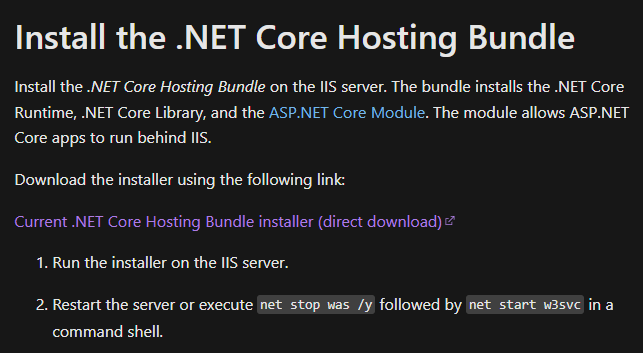 Install the .NET Core Hosting Bundle
Install the .NET Core Hosting Bundle on the IIS server. The bundle installs the .NET Core
Runtime, .NET Core Library, and the ASP.NET Core Module. The module allows ASP.NET
Core apps to run behind IIS.
Download the installer using the following link:
Current .NET Core Hosting Bundle installer (direct download)
1. Run the installer on the IIS server.
2. Restart the server or execute net stop was /y followed by net start w3svc in a
command shell.